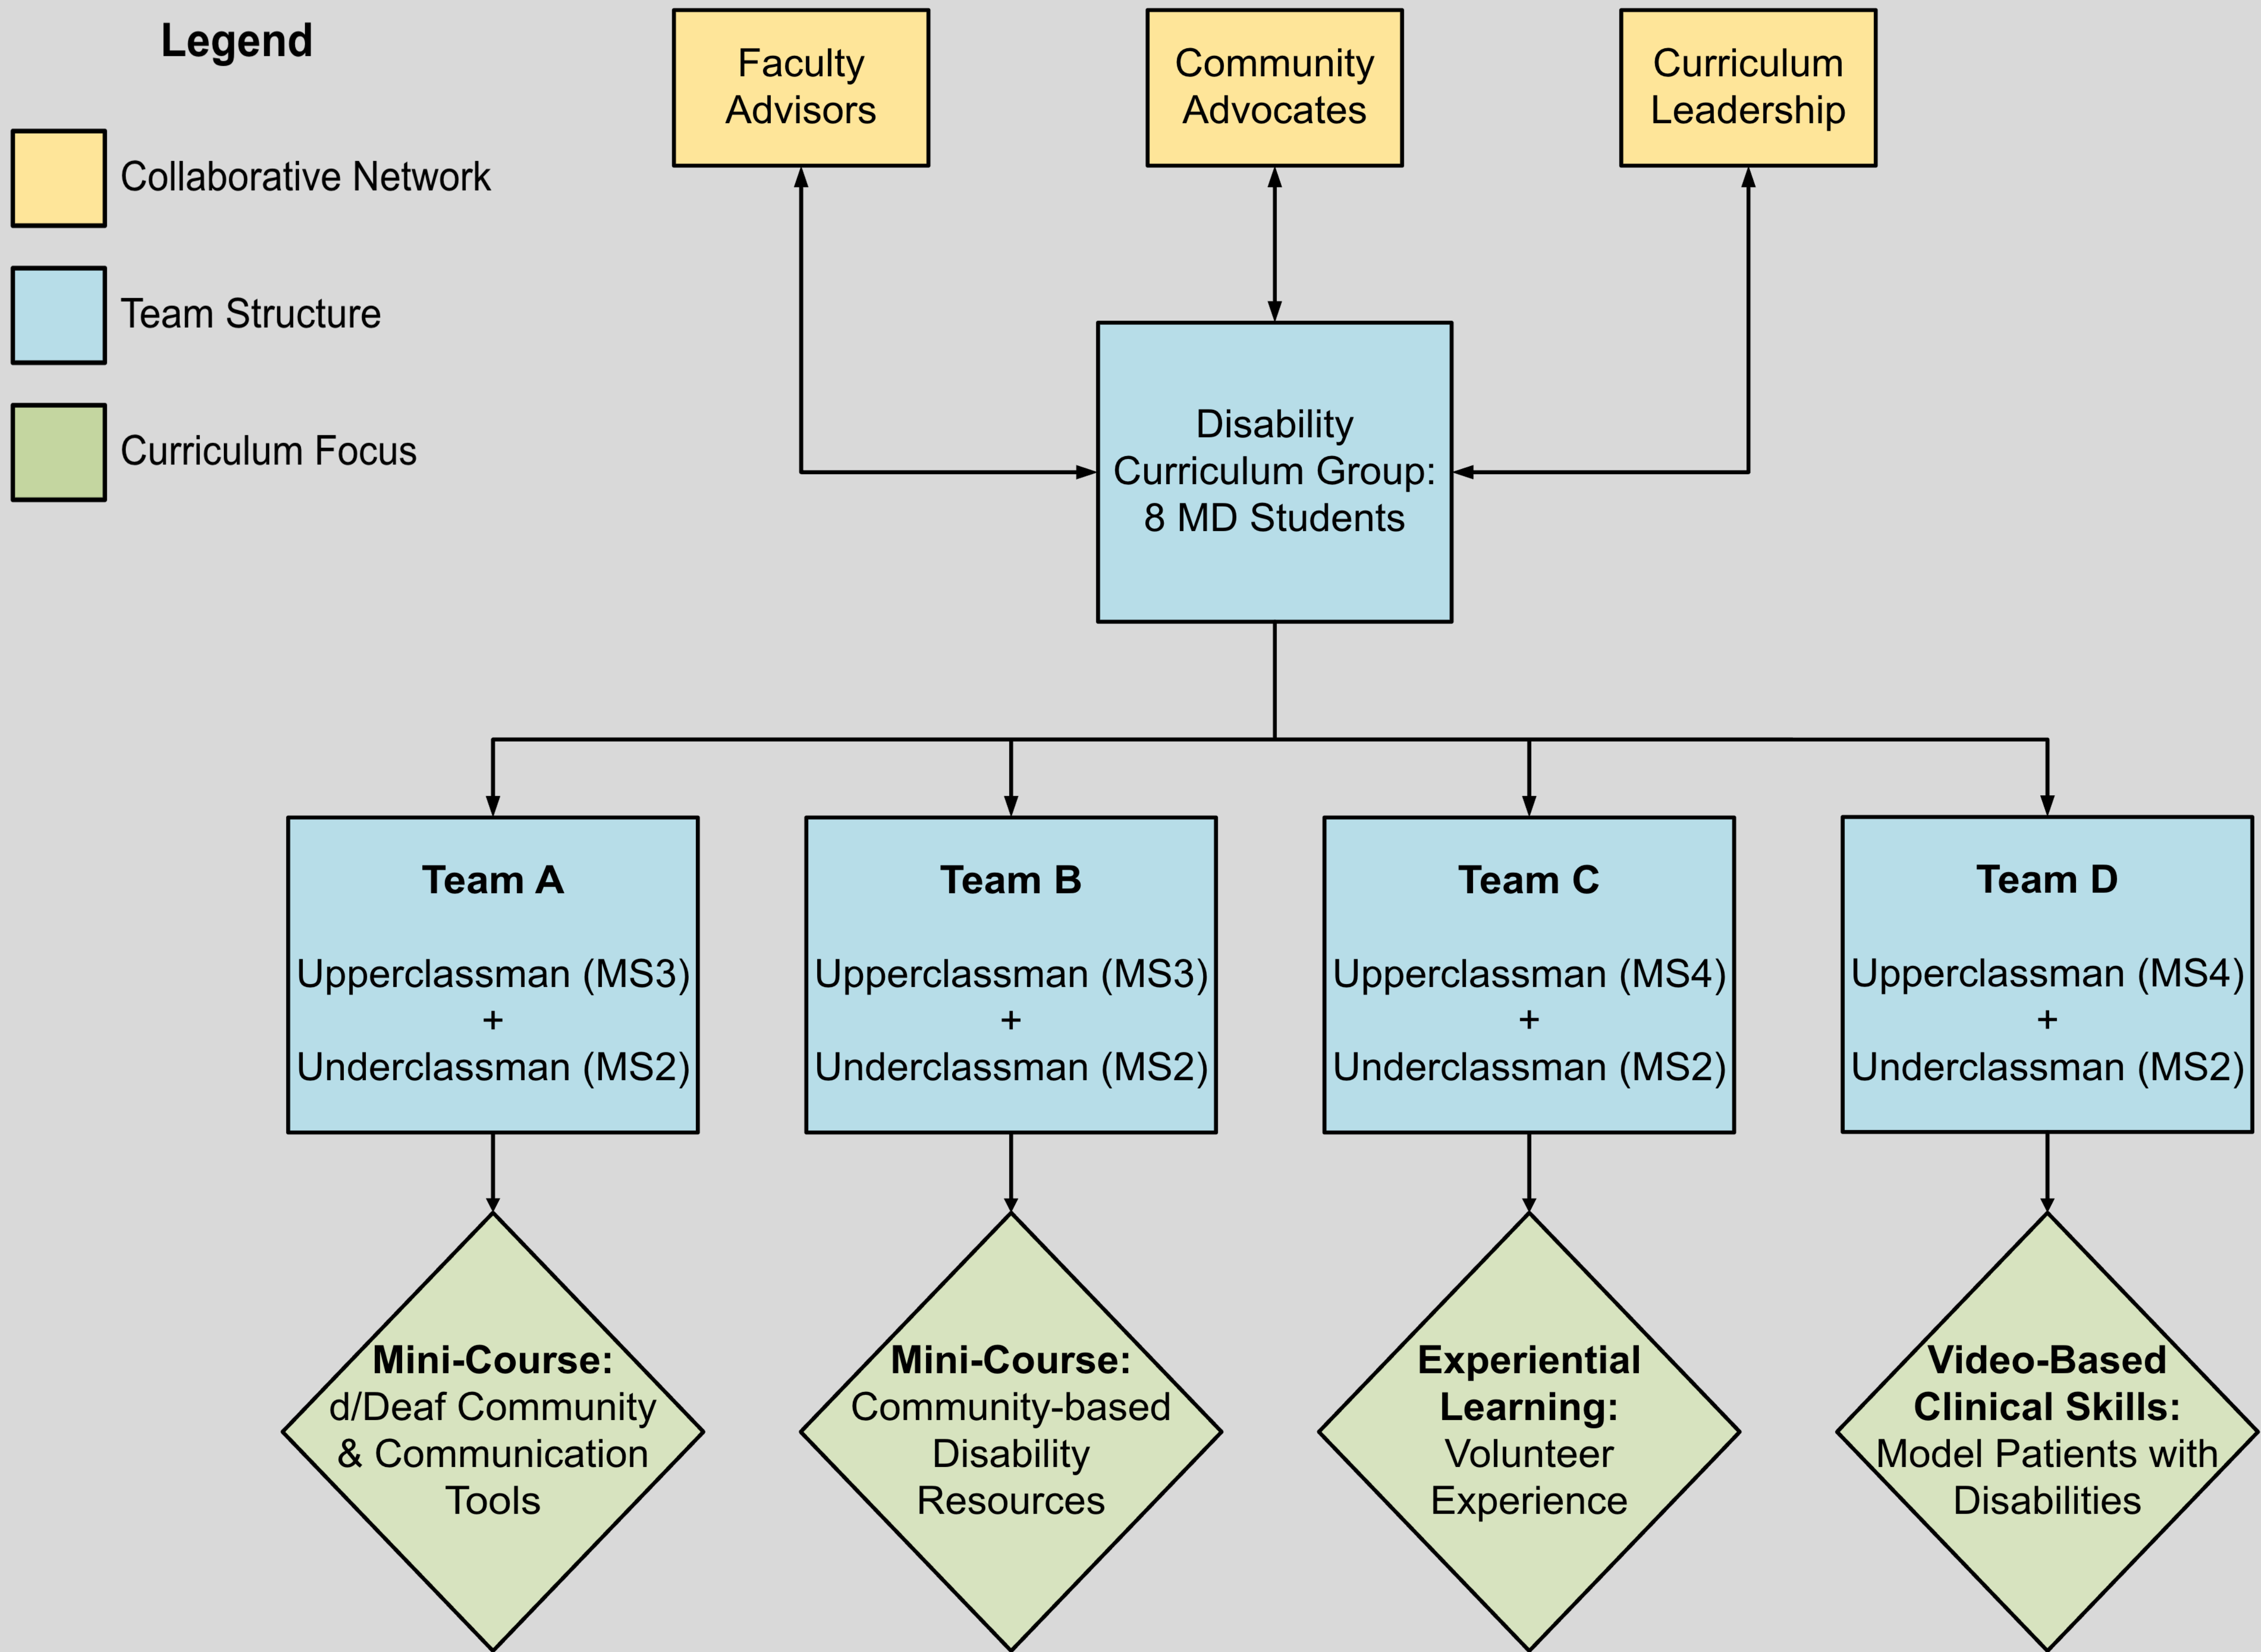 Legend
Collaborative Network
Team Structure
Curriculum Focus
Faculty
Advisors
Community
Advocates
Curriculum
Leadership
Disability
Curriculum Group:
8 MD Students
Team A
Upperclassman (MS3)
+
Underclassman (MS2)
Team B
Upperclassman (MS3)
+
Underclassman (MS2)
Team C
Upperclassman (MS4)
+
Underclassman (MS2)
Team D
Upperclassman (MS4)
+
Underclassman (MS2)
Mini-Course:
d/Deaf Community
& Communication
Tools
Mini-Course:
Community-based
Disability
Resources
Experiential
Learning:
Volunteer
Experience
Video-Based
Clinical Skills:
Model Patients with
Disabilities